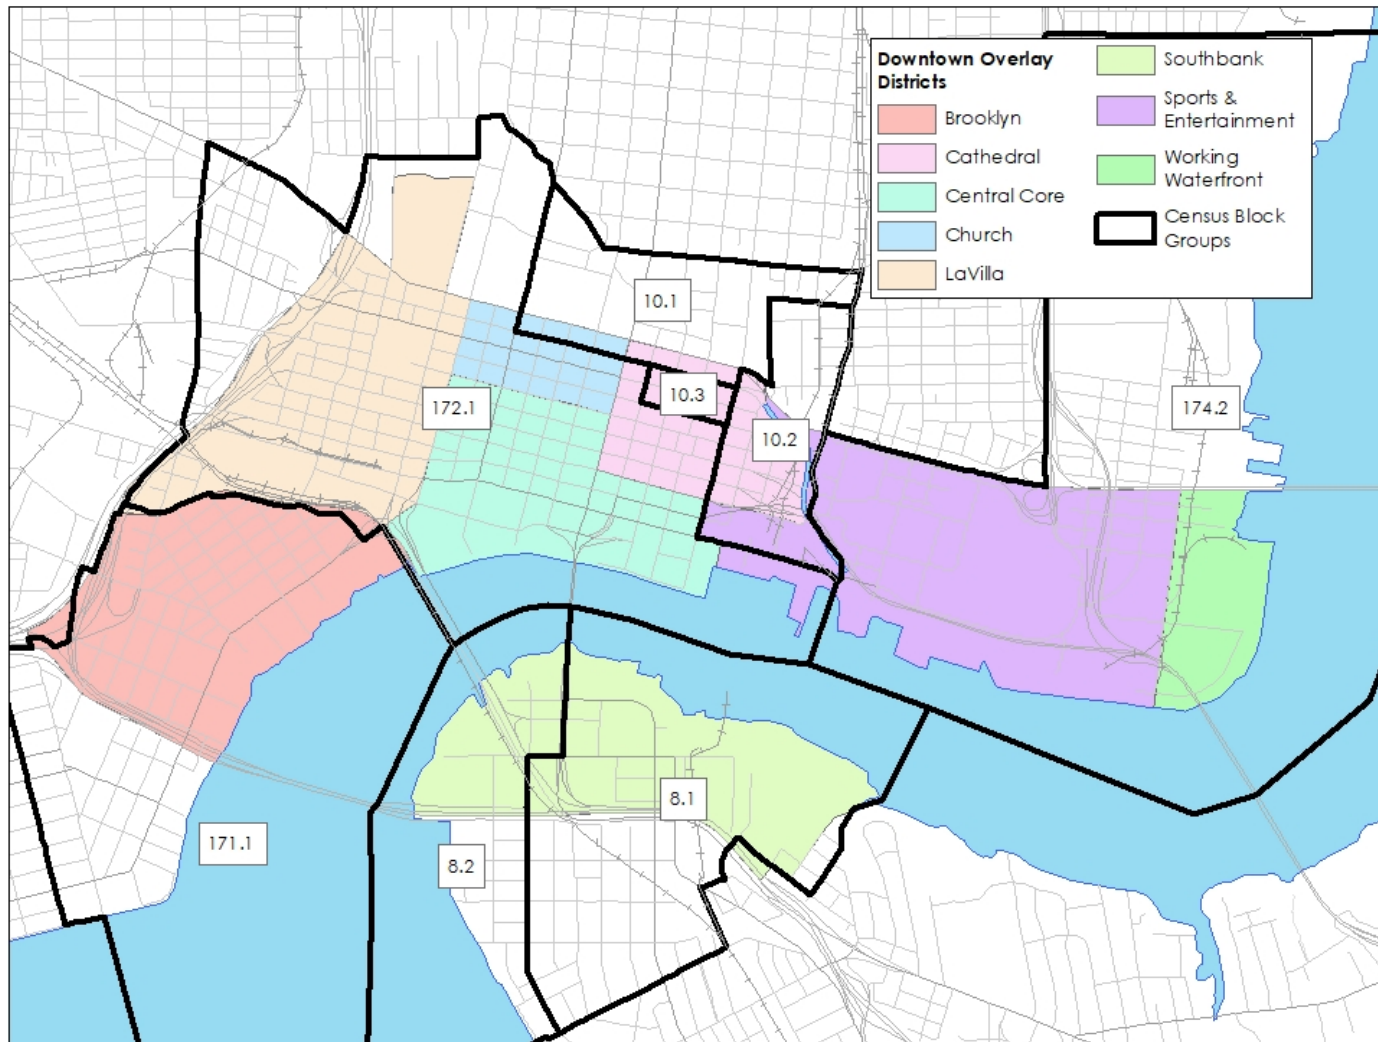 Downtown Overlay
Districts
Brooklyn
Cathedral
Central Core
Church
LaVilla
Southbank
Sports &
Entertainment
Working
Waterfront
Census Block
Groups
10.1
10.3
172.1
174.2
10.2
8.1
171.1
8.2